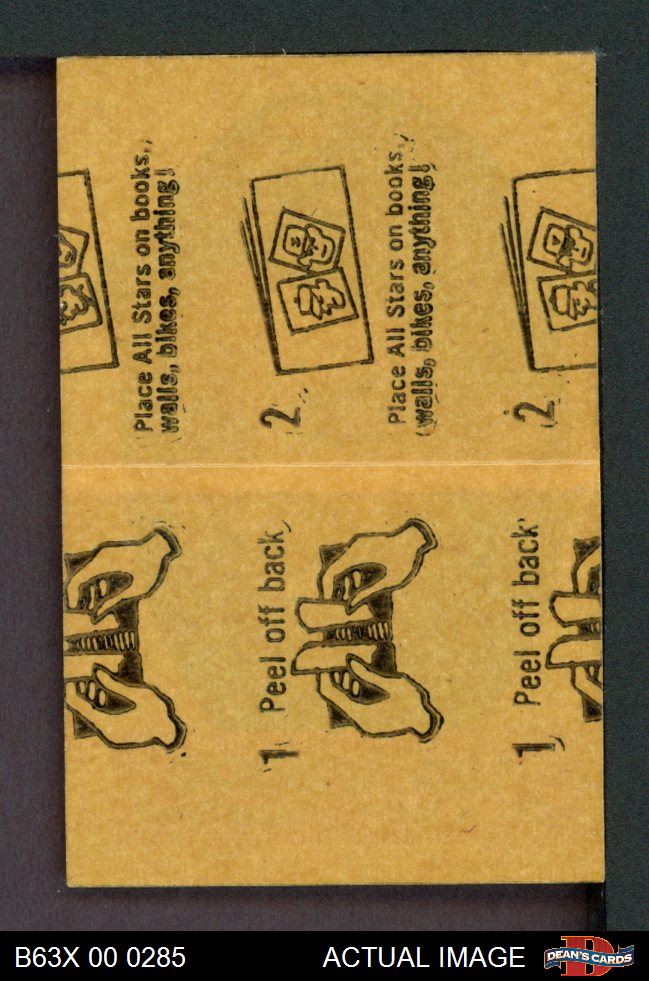 Place All Stars on books,
walls, bikes, anything!
2
Place All Stars on books,
walls, bikes, anything!
2
1 Peel off back
1 Peel off back
B63X 00 0285
ACTUAL IMAGE
DEAN'S CARDS